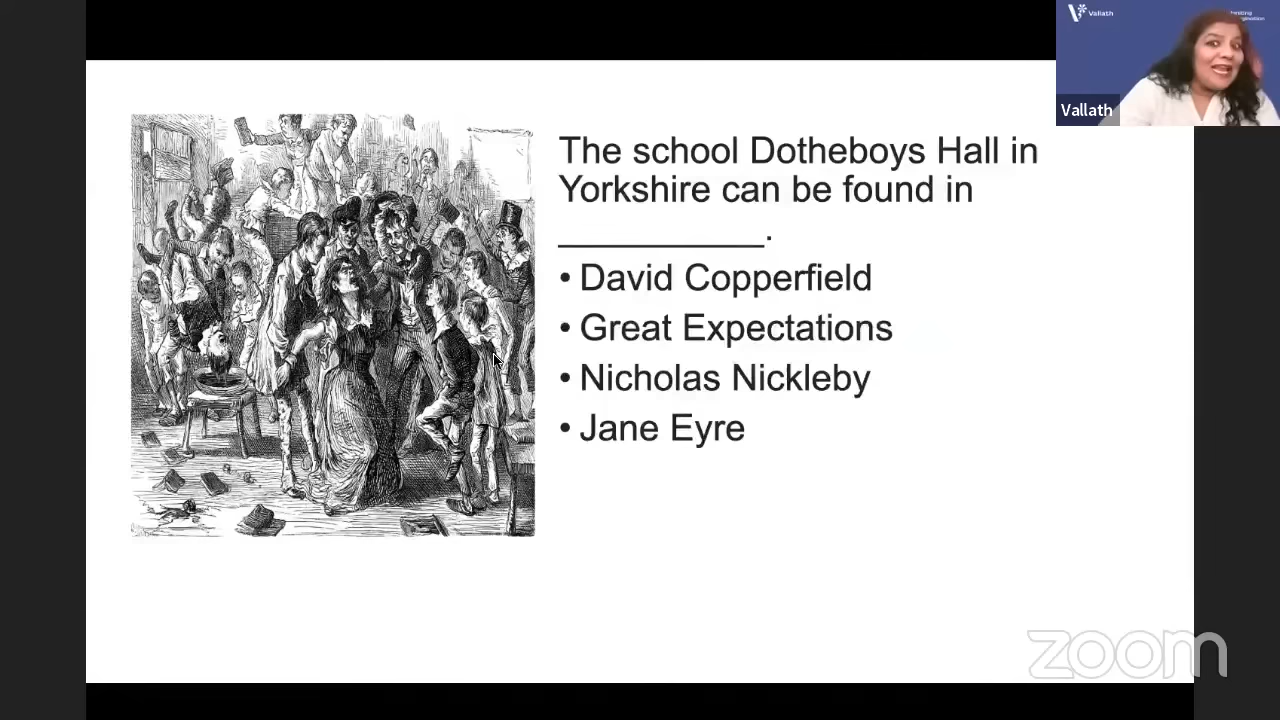 Vallath
Vallath
The school Dotheboys Hall in
Yorkshire can be found in
___________.
• David Copperfield
• Great Expectations
• Nicholas Nickleby
• Jane Eyre
zoom